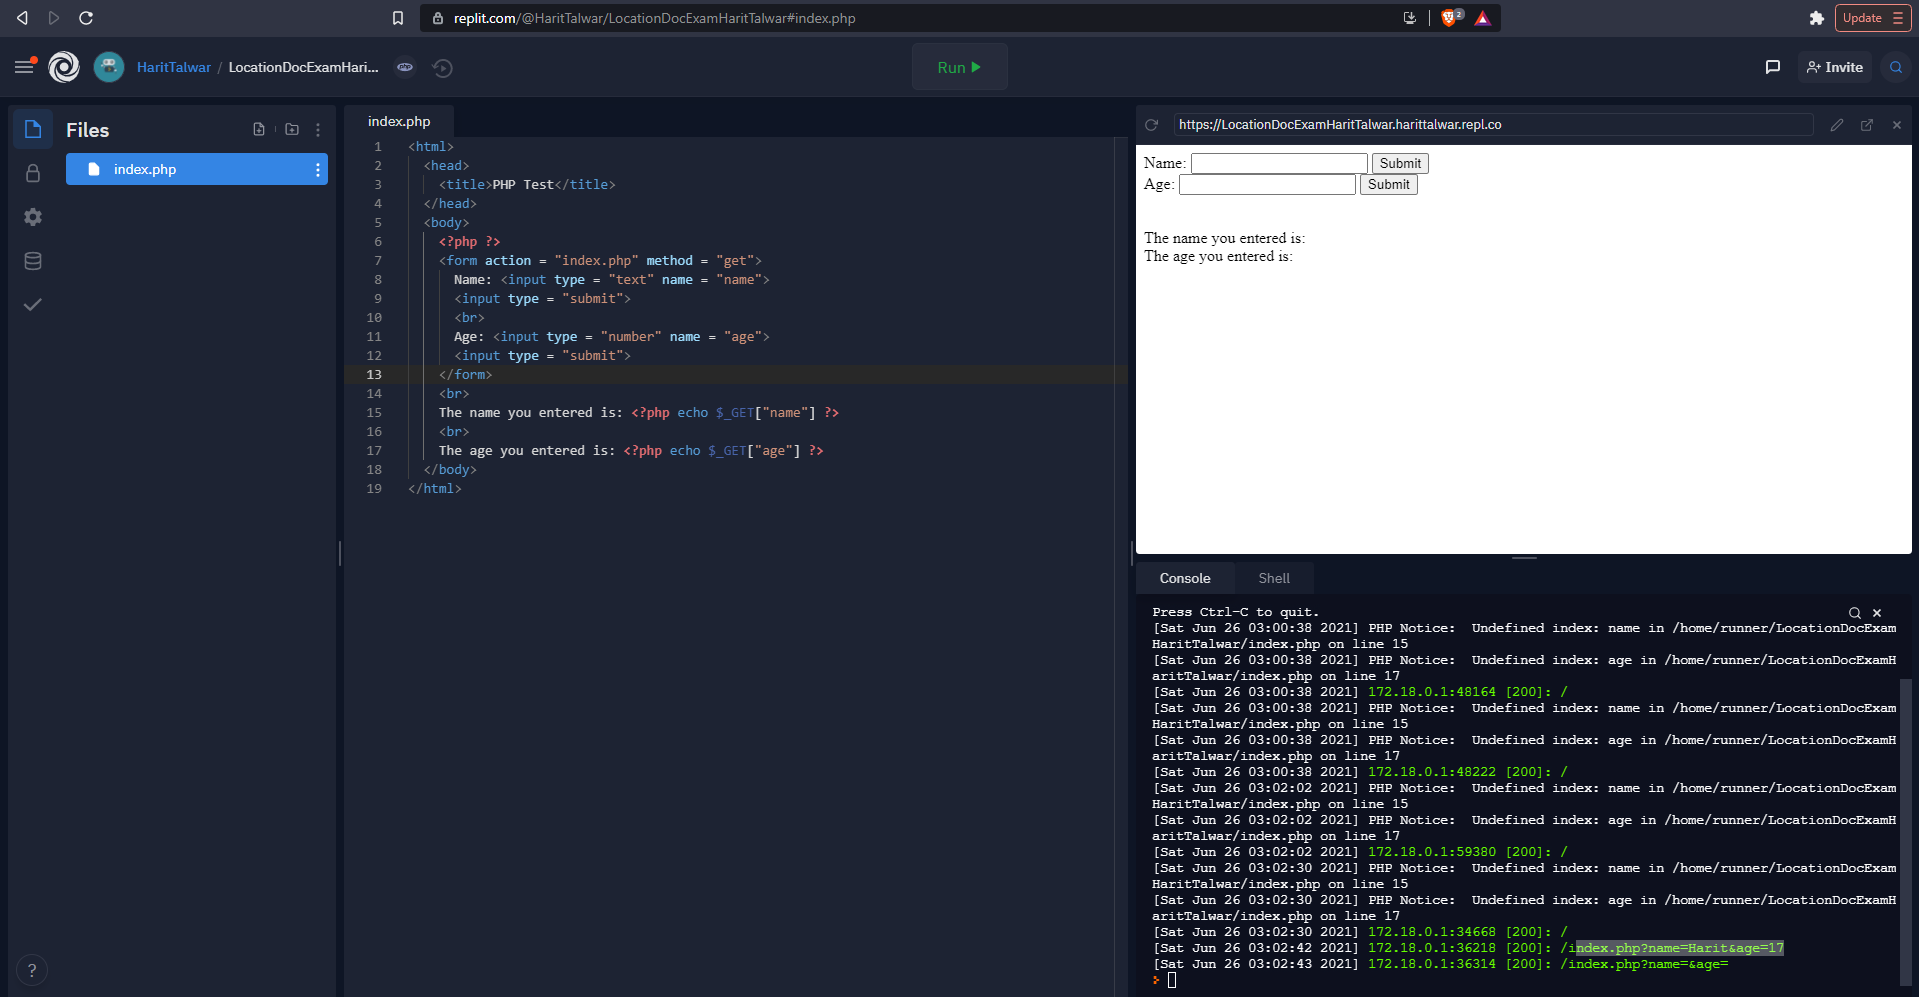 replit.com/@HaritTalwar/LocationDocExamHaritTalwar#index.php
2
Update
HaritTalwar / LocationDocExamHari...
php
Run
Invite
Files
index.php
index.php
1 <html>
2 <head>
3 <title>PHP Test</title>
4 </head>
5 <body>
6 <?php ?>
7 <form action = "index.php" method = "get">
8 Name: <input type = "text" name = "name">
9 <input type = "submit">
10 <br>
11 Age: <input type = "number" name = "age">
12 <input type = "submit">
13 </form>
14 <br>
15 The name you entered is: <?php echo $_GET["name"] ?>
16 <br>
17 The age you entered is: <?php echo $_GET["age"] ?>
18 </body>
19 </html>
https://LocationDocExamHaritTalwar.harittalwar.repl.co
Name: Submit
Age: Submit
The name you entered is:
The age you entered is:
Console Shell
Press Ctrl-C to quit.
[Sat Jun 26 03:00:38 2021] PHP Notice:  Undefined index: name in /home/runner/LocationDocExam
HaritTalwar/index.php on line 15
[Sat Jun 26 03:00:38 2021] PHP Notice:  Undefined index: age in /home/runner/LocationDocExamH
aritTalwar/index.php on line 17
[Sat Jun 26 03:00:38 2021] 172.18.0.1:48164 [200]: /
[Sat Jun 26 03:00:38 2021] PHP Notice:  Undefined index: name in /home/runner/LocationDocExam
HaritTalwar/index.php on line 15
[Sat Jun 26 03:00:38 2021] PHP Notice:  Undefined index: age in /home/runner/LocationDocExamH
aritTalwar/index.php on line 17
[Sat Jun 26 03:00:38 2021] 172.18.0.1:48222 [200]: /
[Sat Jun 26 03:02:02 2021] PHP Notice:  Undefined index: name in /home/runner/LocationDocExam
HaritTalwar/index.php on line 15
[Sat Jun 26 03:02:02 2021] PHP Notice:  Undefined index: age in /home/runner/LocationDocExamH
aritTalwar/index.php on line 17
[Sat Jun 26 03:02:02 2021] 172.18.0.1:59380 [200]: /
[Sat Jun 26 03:02:30 2021] PHP Notice:  Undefined index: name in /home/runner/LocationDocExam
HaritTalwar/index.php on line 15
[Sat Jun 26 03:02:30 2021] PHP Notice:  Undefined index: age in /home/runner/LocationDocExamH
aritTalwar/index.php on line 17
[Sat Jun 26 03:02:30 2021] 172.18.0.1:34668 [200]: /
[Sat Jun 26 03:02:42 2021] 172.18.0.1:36218 [200]: /index.php?name=Harit&age=17
[Sat Jun 26 03:02:43 2021] 172.18.0.1:36314 [200]: /index.php?name=&age=
?